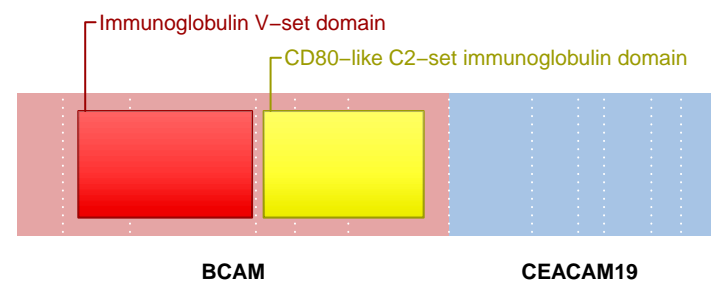 Immunoglobulin V−set domain
CD80−like C2−set immunoglobulin domain
BCAM
CEACAM19